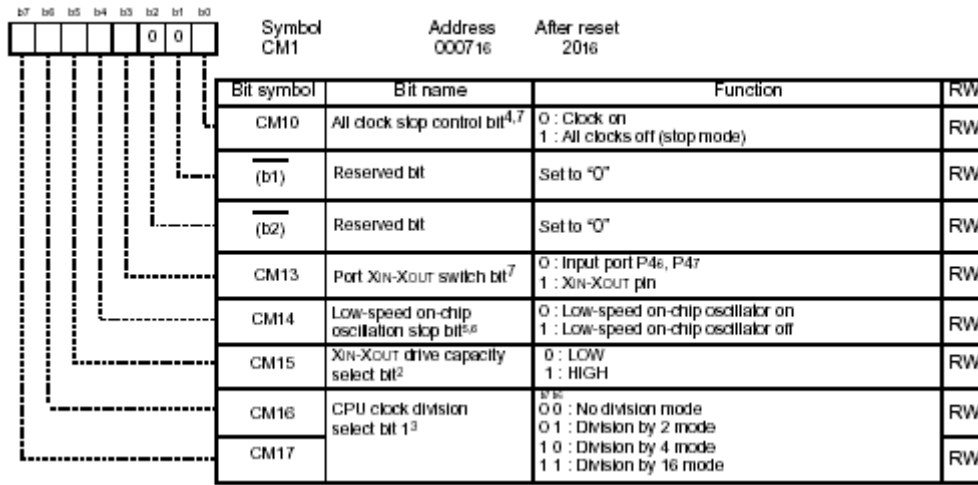 b7 b6 b5 b4 b3 b2 b1 b0
0 0
Symbol Address After reset
CM1 000716 2016
Bit symbol Bit name Function RW
CM10 All clock stop control bit4,7 0 : Clock on RW
1 : All clocks off (stop mode)
(b1) Reserved bit Set to “0” RW
(b2) Reserved bit Set to “0” RW
CM13 Port XIN-XOUT switch bit7 0 : Input port P46, P47 RW
1 : XIN-XOUT pin
CM14 Low-speed on-chip 0 : Low-speed on-chip oscillator on RW
oscillation stop bit5,6 1 : Low-speed on-chip oscillator off
CM15 XIN-XOUT drive capacity 0 : LOW RW
select bit2 1 : HIGH
b7 b6
CM16 CPU clock division 0 0 : No division mode RW
select bit 13 0 1 : Division by 2 mode
CM17 1 0 : Division by 4 mode RW
1 1 : Division by 16 mode